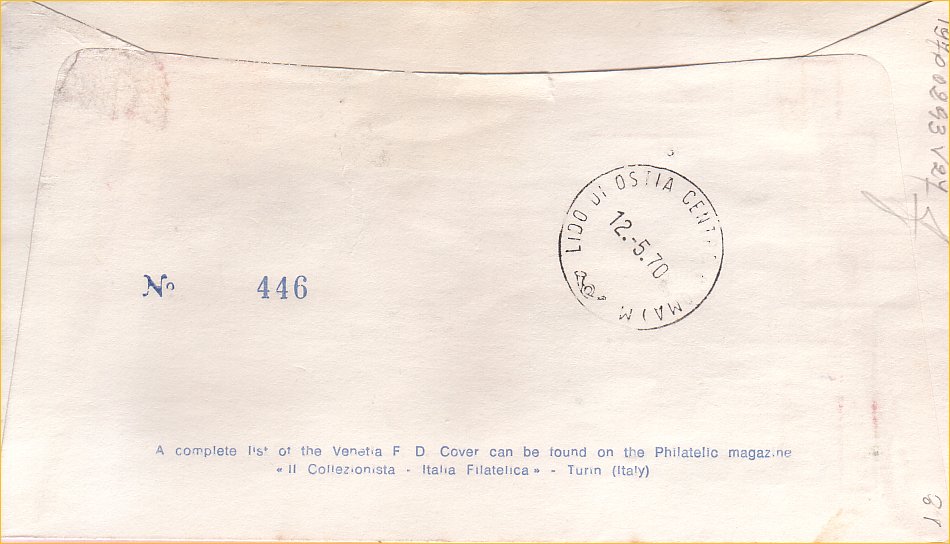 LIDO DI OSTIA CENT
12.-5.70
No 446
A complete list of the Venetia F D Cover can be found on the Philatelic magazine
« Il Collezionista - Italia Filatelica » - Turin (Italy)